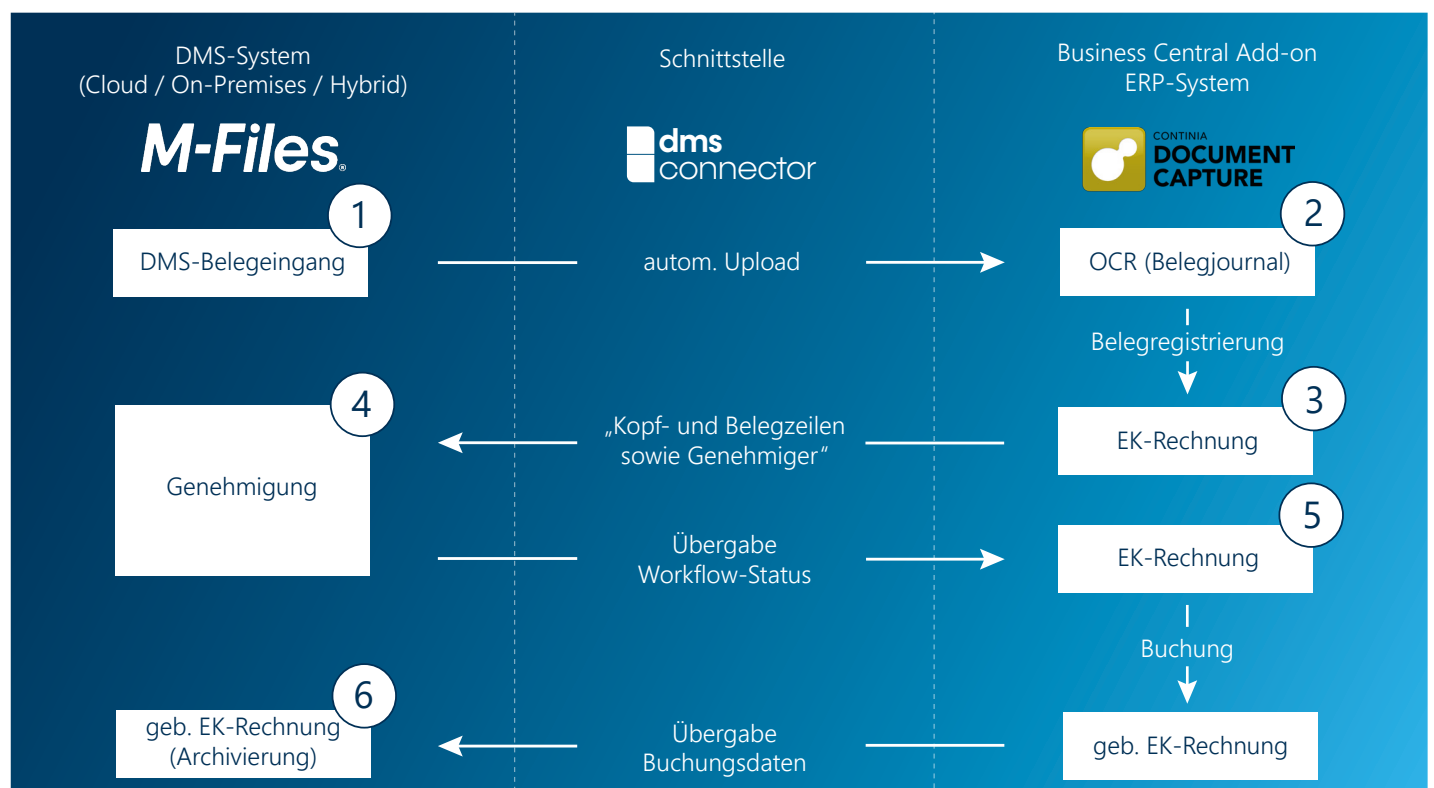 DMS-System
(Cloud / On-Premises / Hybrid)
M-Files®
Schnittstelle
dms
connector
Business Central Add-on
ERP-System
CONTINIA
DOCUMENT
CAPTURE
1
DMS-Belegeingang
autom. Upload
2
OCR (Belegjournal)
Belegregistrierung
3
EK-Rechnung
„Kopf- und Belegzeilen
sowie Genehmiger“
4
Genehmigung
Übergabe
Workflow-Status
5
EK-Rechnung
Buchung
geb. EK-Rechnung
Übergabe
Buchungsdaten
6
geb. EK-Rechnung
(Archivierung)